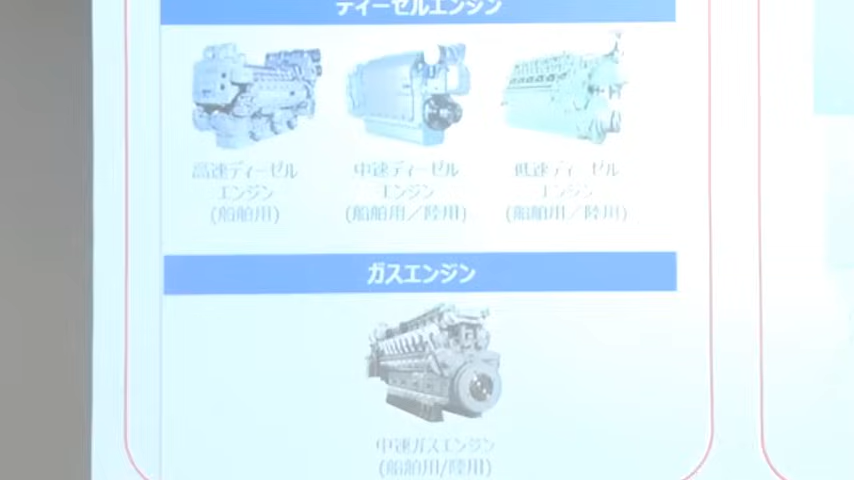 ディーゼルエンジン
高速ディーゼル
エンジン
(船舶用)
中速ディーゼル
エンジン
(船舶用／陸用)
低速ディーゼル
エンジン
(船舶用／陸用)
ガスエンジン
中速ガスエンジン
(船舶用/陸用)